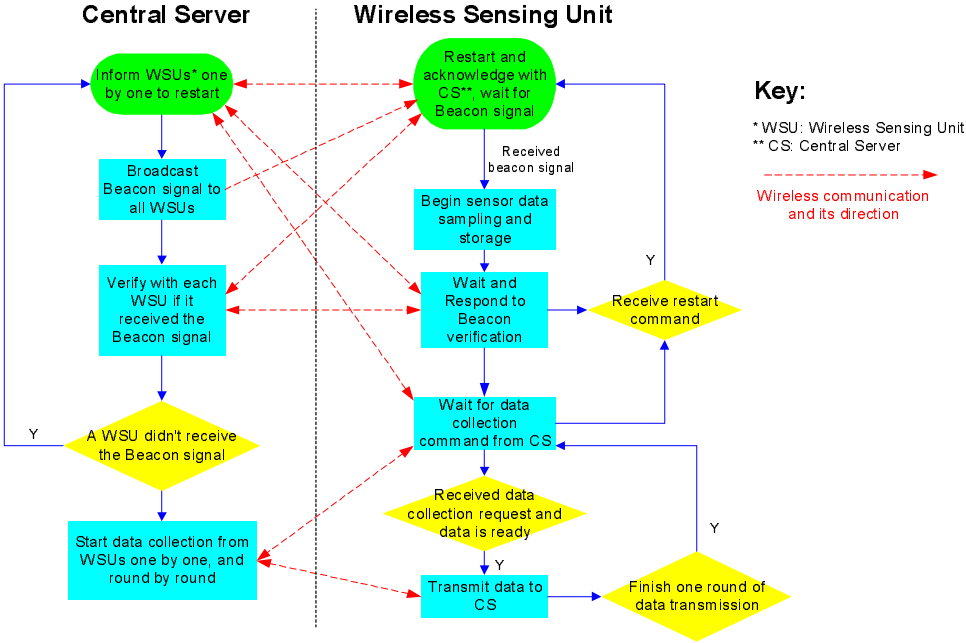 Central Server
Wireless Sensing Unit
Inform WSUs* one
by one to restart
Broadcast
Beacon signal to
all WSUs
Verify with each
WSU if it
received the
Beacon signal
A WSU didn't receive
the Beacon signal
Y
Start data collection from
WSUs one by one, and
round by round
Restart and
acknowledge with
CS**, wait for
Beacon signal
Received
beacon signal
Begin sensor data
sampling and
storage
Wait and
Respond to
Beacon
verification
Receive restart
command
Y
Wait for data
collection
command from CS
Received data
collection request and
data is ready
Y
Transmit data to
CS
Finish one round of
data transmission
Y
Key:
* WSU: Wireless Sensing Unit
** CS: Central Server
Wireless communication
and its direction